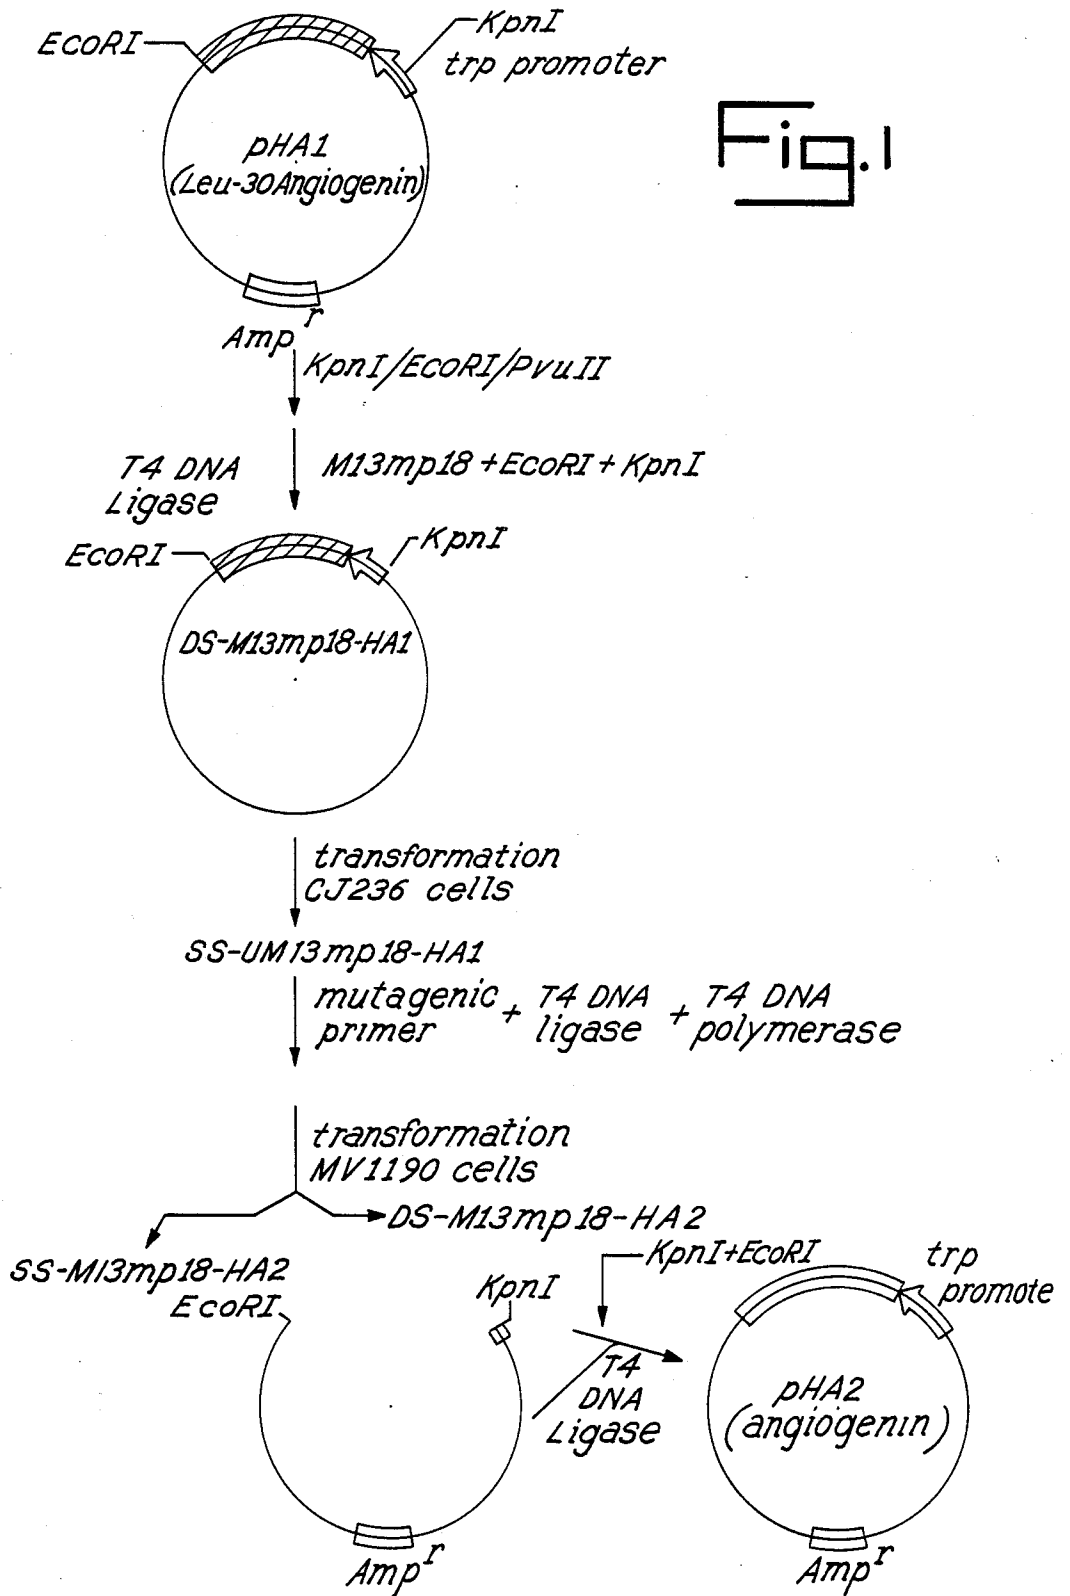 EcoRI
KpnI
trp promoter
Fig.1
pHA1
(Leu-30Angiogenin)
Amp r
KpnI/EcoRI/PvuII
T4 DNA
Ligase
M13mp18+EcoRI+KpnI
EcoRI
KpnI
DS-M13mp18-HA1
transformation
CJ236 cells
SS-UM13mp18-HA1
mutagenic
primer
+
T4 DNA
ligase
+
T4 DNA
polymerase
transformation
MV1190 cells
DS-M13mp18-HA2
SS-M13mp18-HA2
KpnI+EcoRI
EcoRI
KpnI
trp
promote
T4
DNA
Ligase
pHA2
(angiogenin)
Amp r
Amp r